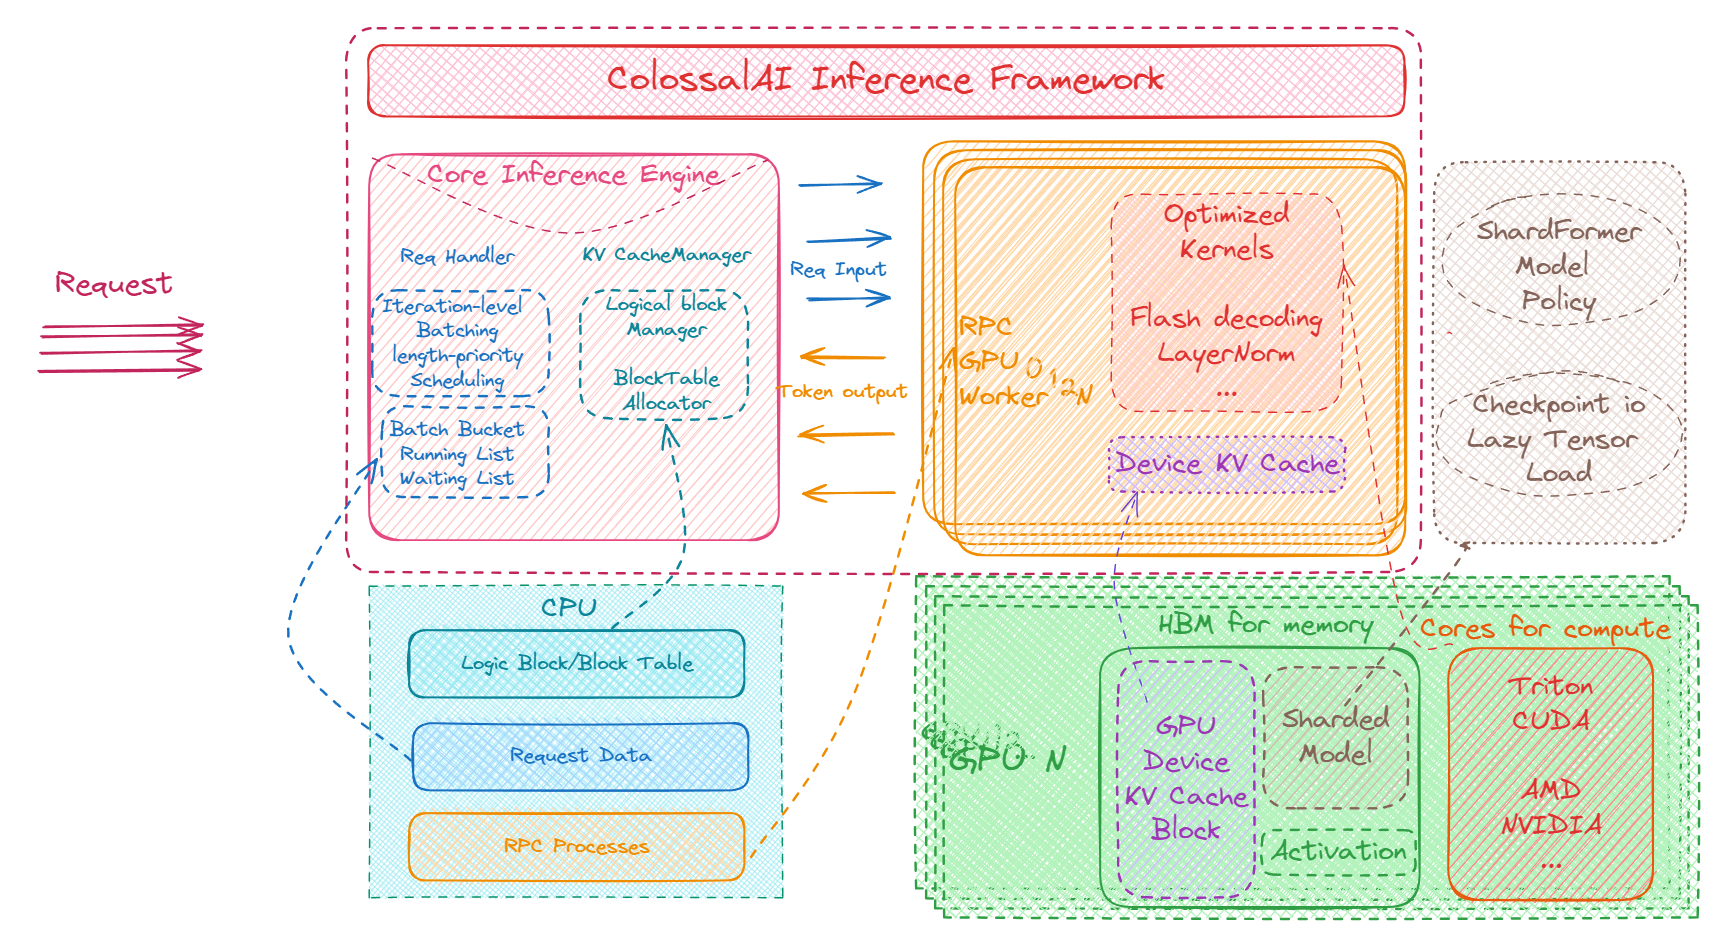 ColossalAI Inference Framework
Request
Core Inference Engine
Req Handler
Iteration-level
Batching
length-priority
Scheduling
Batch Bucket
Running List
Waiting List
KV CacheManager
Logical block
Manager
BlockTable
Allocator
Req Input
Token output
RPC
GPU 0 1 2 N
Worker
Optimized
Kernels
Flash decoding
LayerNorm
...
Device KV Cache
ShardFormer
Model
Policy
Checkpoint io
Lazy Tensor
Load
CPU
Logic Block/Block Table
Request Data
RPC Processes
GPU N
HBM for memory
GPU
Device
KV Cache
Block
Sharded
Model
Activation
Cores for compute
Triton
CUDA
AMD
NVIDIA
...